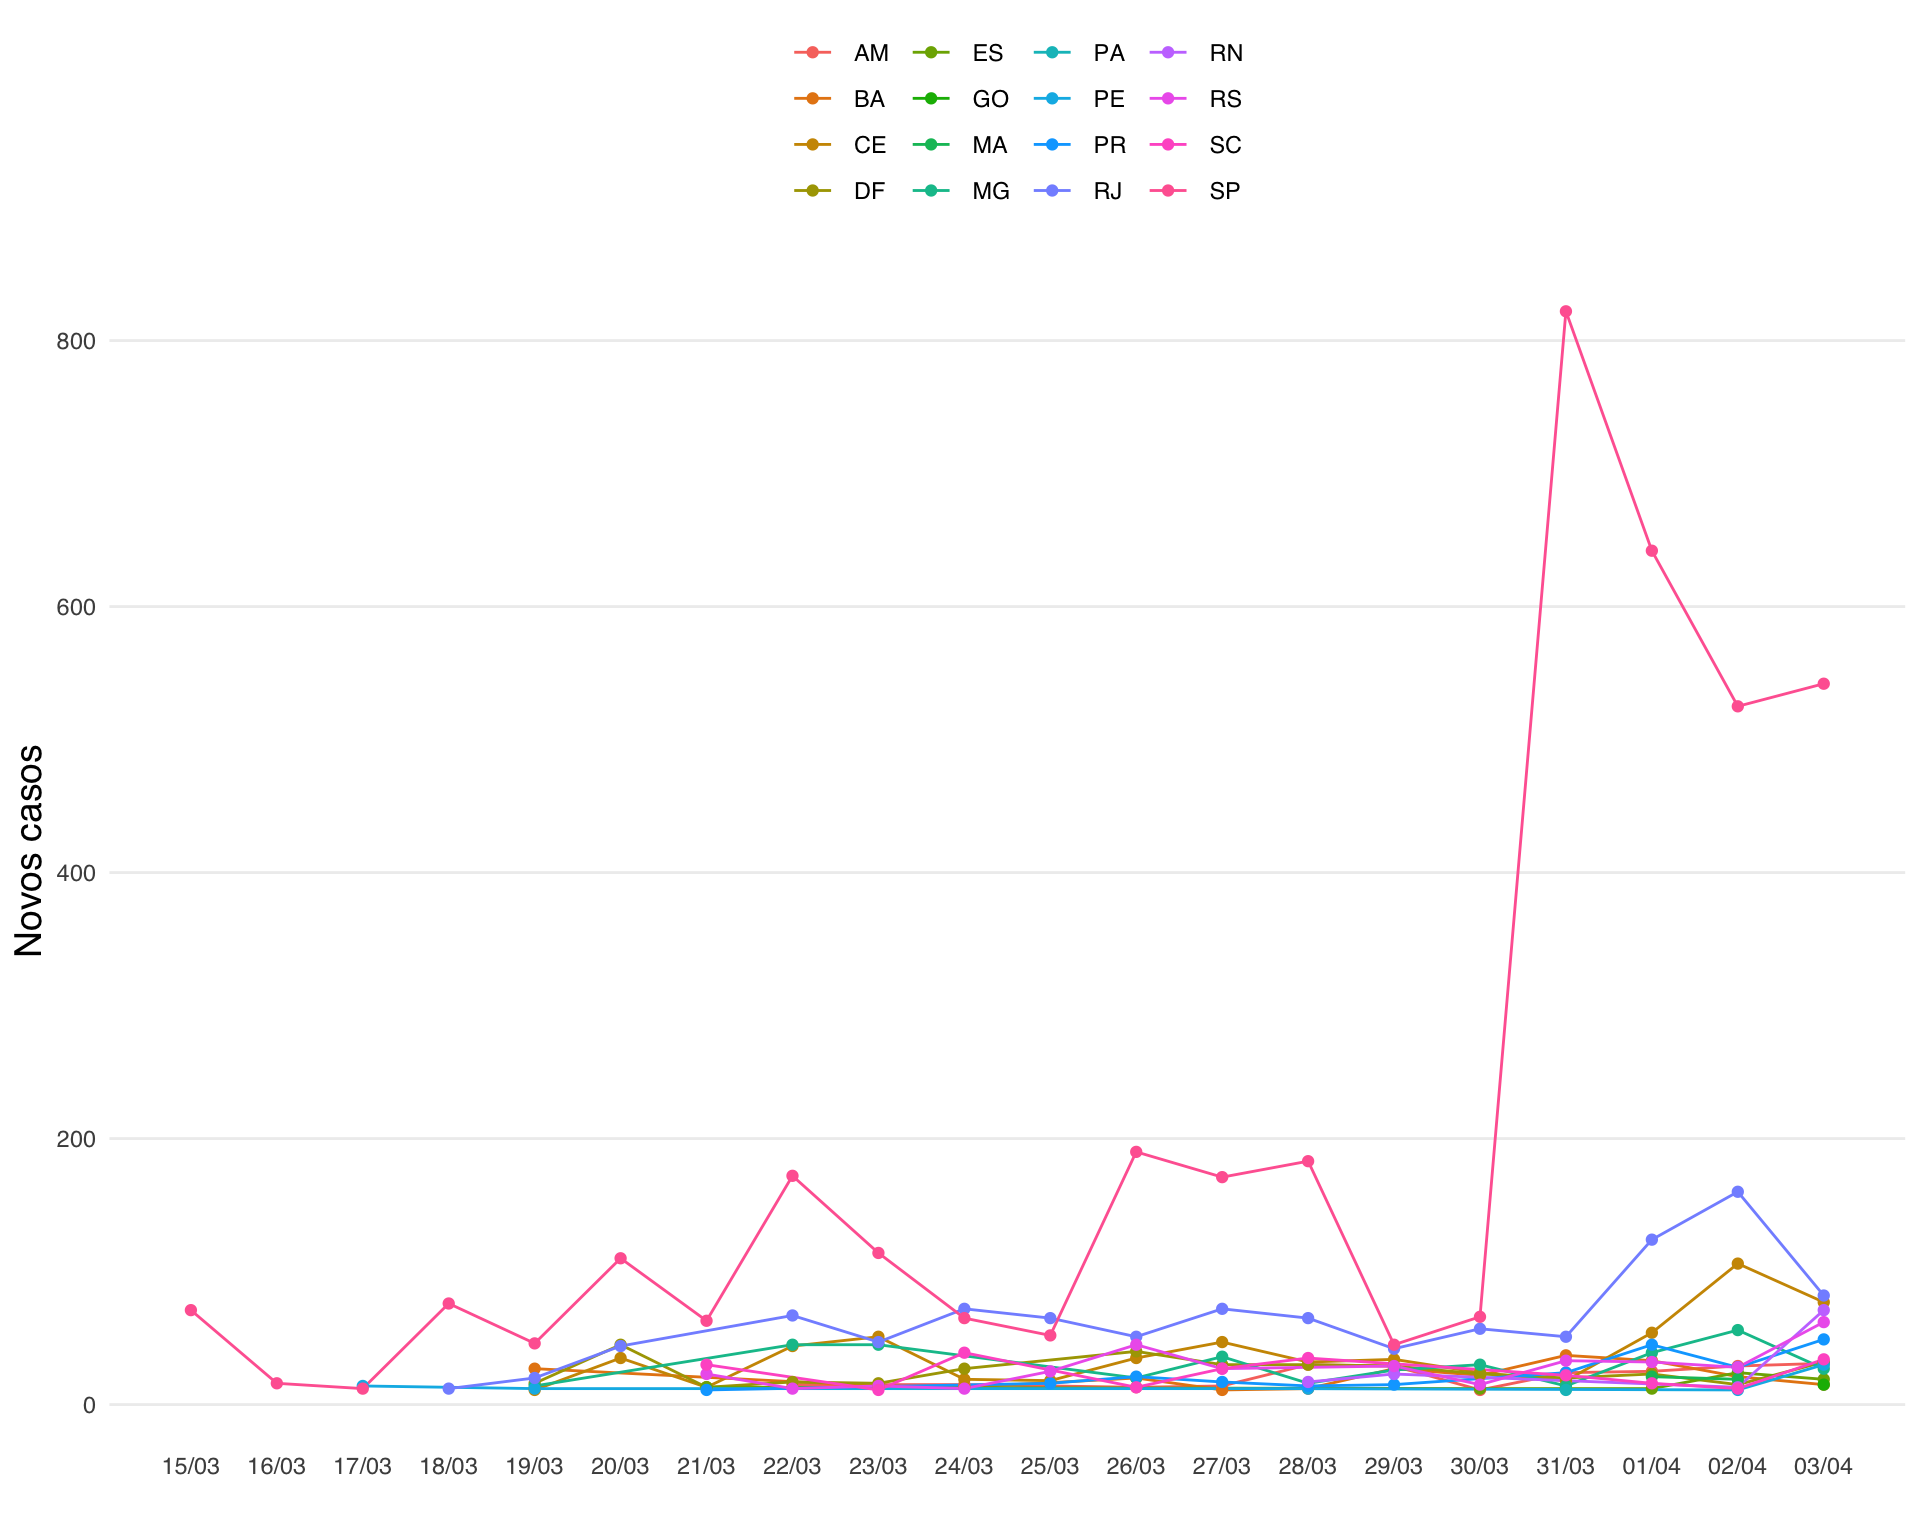 AM ES PA RN
BA GO PE RS
CE MA PR SC
DF MG RJ SP
800
600
400
200
0
Novos casos
15/03 16/03 17/03 18/03 19/03 20/03 21/03 22/03 23/03 24/03 25/03 26/03 27/03 28/03 29/03 30/03 31/03 01/04 02/04 03/04